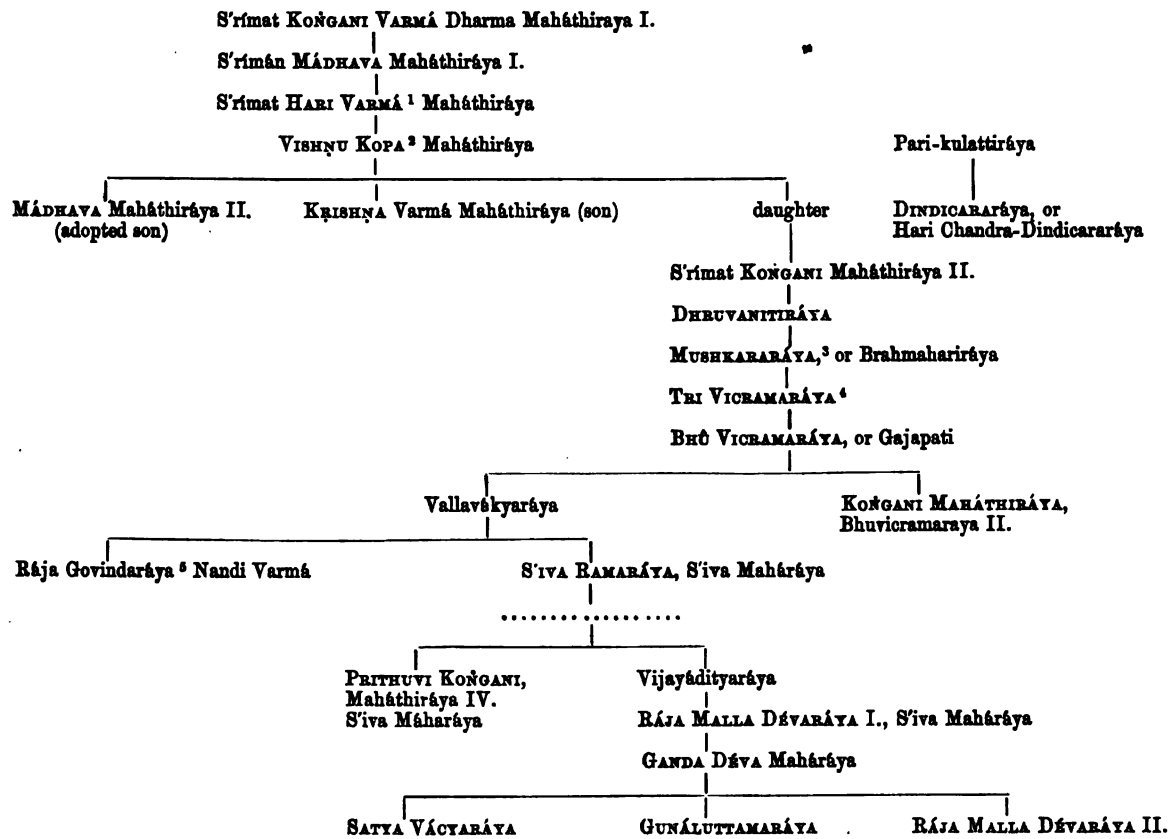 S'rímat KOṄGANI VARMÁ Dharma Maháthiraya I.
S'rímán MÁDHAVA Maháthiráya I.
S'rímat HARI VARMÁ ¹ Maháthiráya
VISHṆU KOPA ² Maháthiráya
Pari-kulattiráya
MÁDHAVA Maháthiráya II.
(adopted son)
KṚISHṆA Varmá Maháthiráya (son)
daughter
DINDICARARÁYA, or
Hari Chandra-Dindicararáya
S'rímat KOṄGANI Maháthiráya II.
DHRUVANITIRÁYA
MUSHKARARÁYA,³ or Brahmahariráya
TRI VICRAMARÁYA ⁴
BHÛ VICRAMARÁYA, or Gajapati
Vallavákyaráya
KOṄGANI MAHÁTHIRÁYA,
Bhuvicramaraya II.
Rája Govindaráya ⁵ Nandi Varmá
S'IVA RAMARÁYA, S'iva Maháráya
PRITHUVI KOṄGANI,
Maháthiráya IV.
S'iva Máharáya
Vijayádityaráya
RÁJA MALLA DÉVARÁYA I., S'iva Maháráya
GANDA DÉVA Maháráya
SATYA VÁCYARÁYA
GUNÁLUTTAMARÁYA
RÁJA MALLA DÉVARÁYA II.